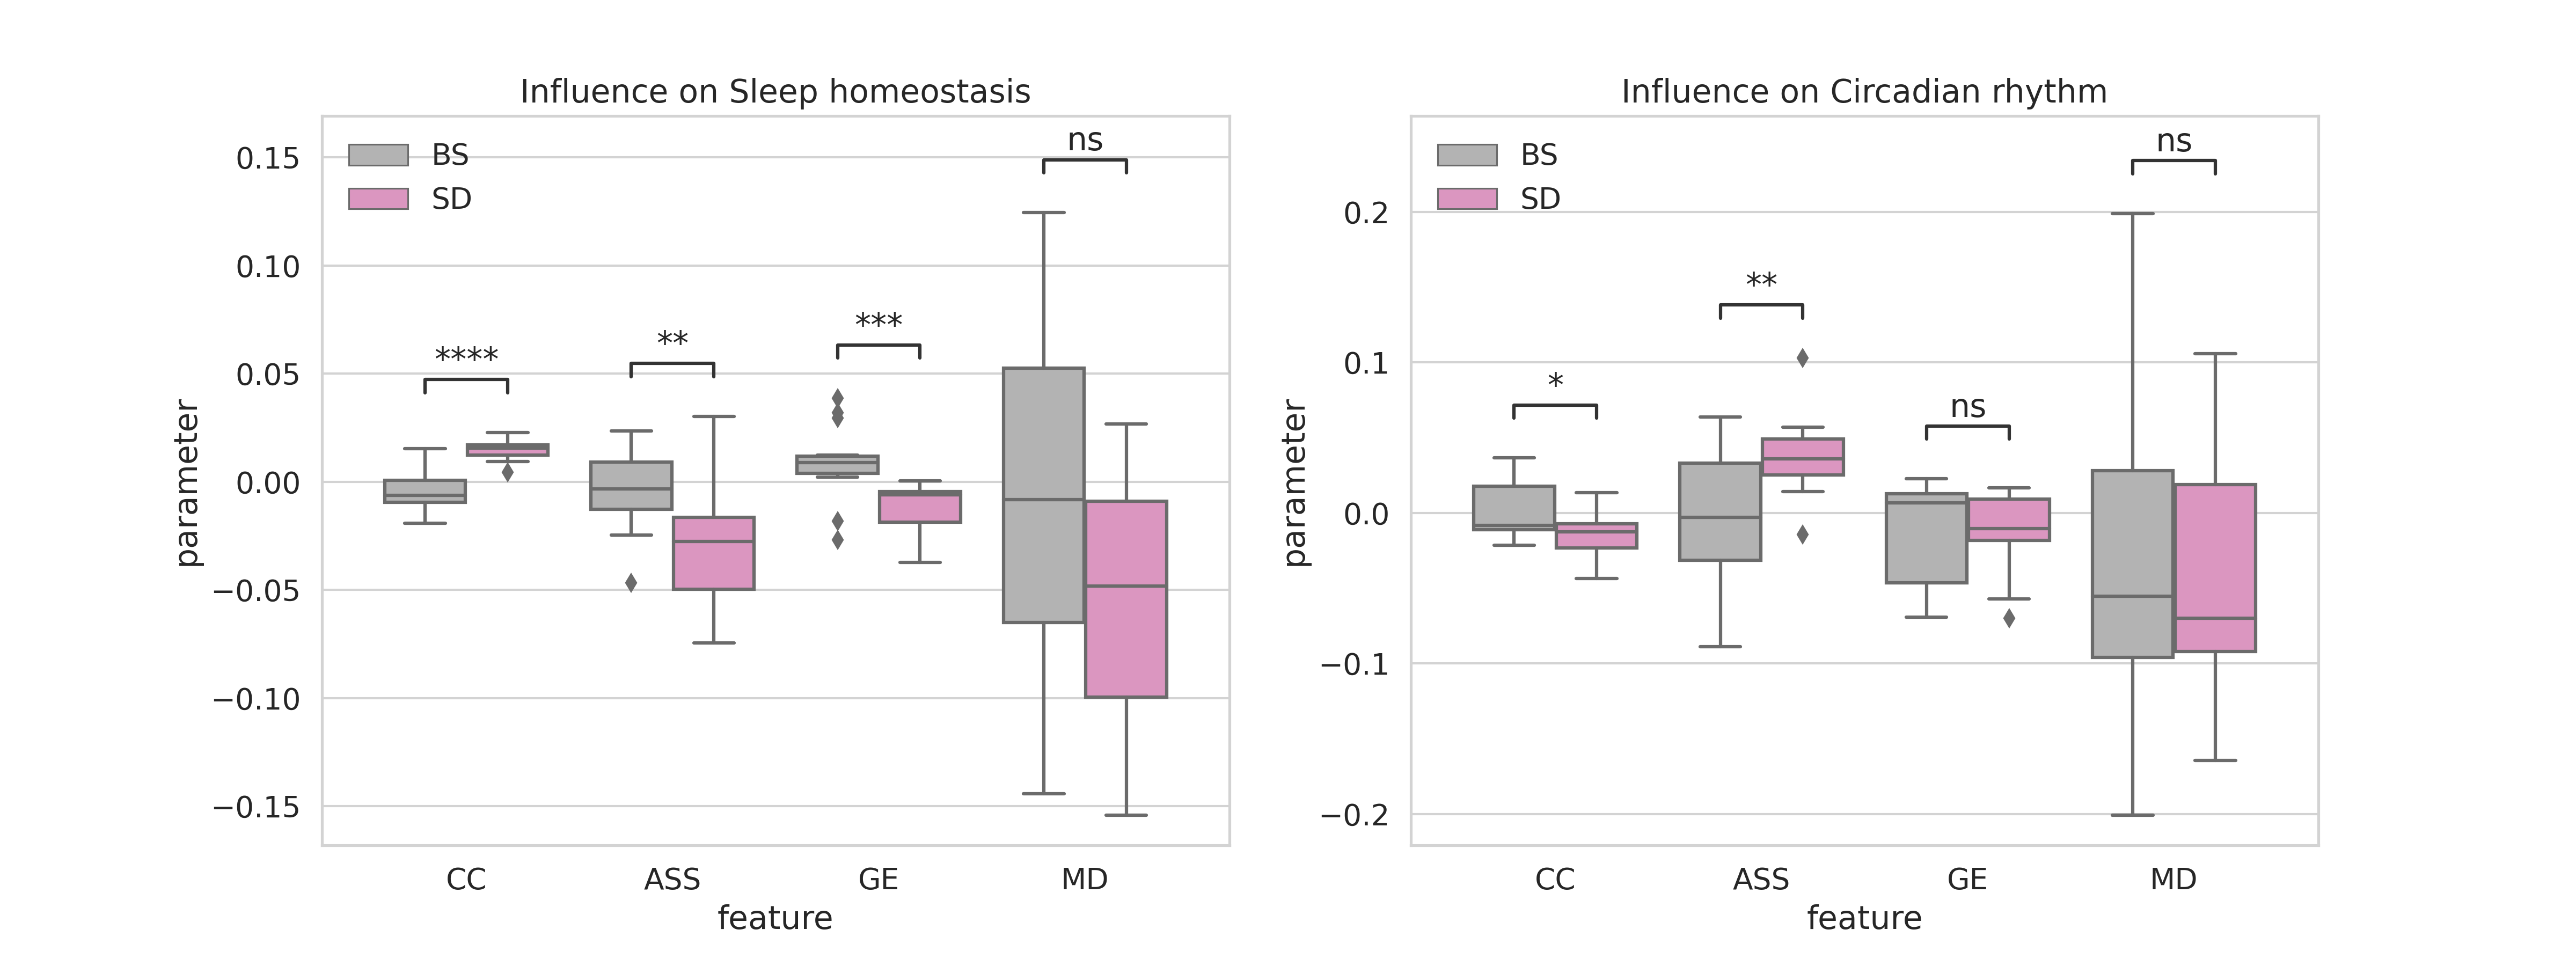 Influence on Sleep homeostasis
BS
SD
ns
****
**
***
0.15
0.10
0.05
0.00
−0.05
−0.10
−0.15
parameter
CC ASS GE MD
feature
Influence on Circadian rhythm
BS
SD
ns
**
*
ns
0.2
0.1
0.0
−0.1
−0.2
parameter
CC ASS GE MD
feature